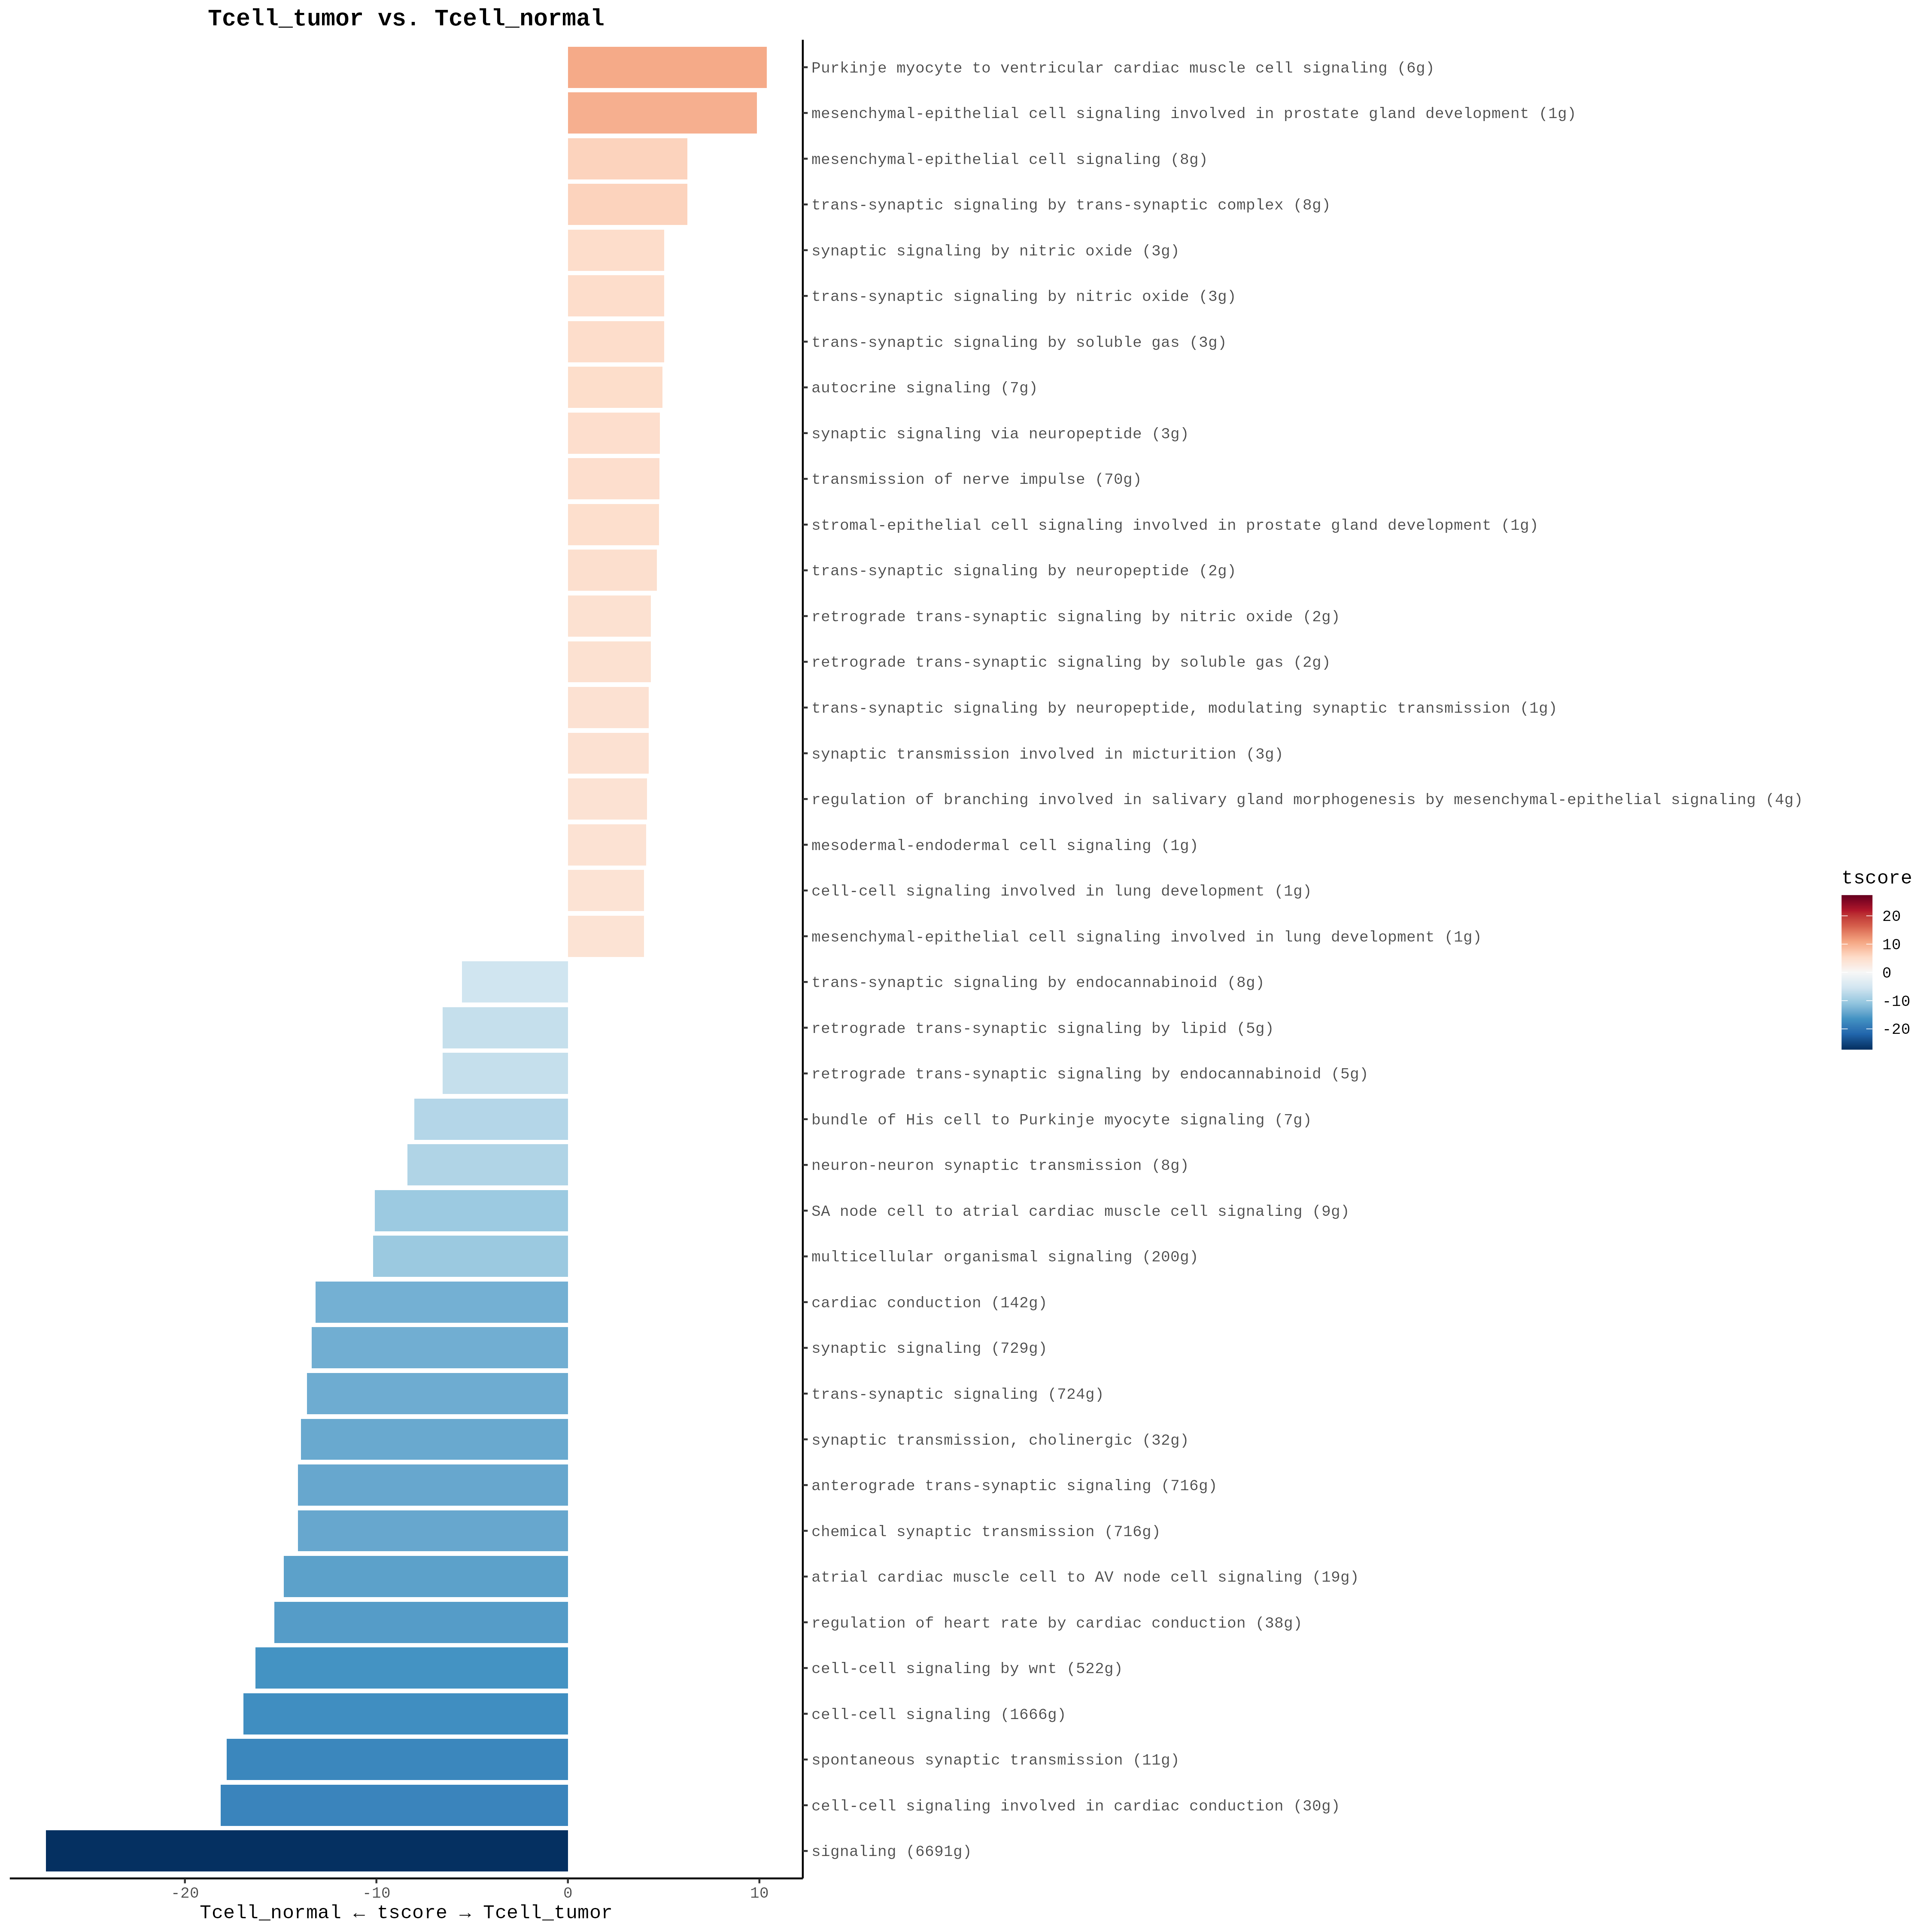 Tcell_tumor vs. Tcell_normal
Purkinje myocyte to ventricular cardiac muscle cell signaling (6g)
mesenchymal-epithelial cell signaling involved in prostate gland development (1g)
mesenchymal-epithelial cell signaling (8g)
trans-synaptic signaling by trans-synaptic complex (8g)
synaptic signaling by nitric oxide (3g)
trans-synaptic signaling by nitric oxide (3g)
trans-synaptic signaling by soluble gas (3g)
autocrine signaling (7g)
synaptic signaling via neuropeptide (3g)
transmission of nerve impulse (70g)
stromal-epithelial cell signaling involved in prostate gland development (1g)
trans-synaptic signaling by neuropeptide (2g)
retrograde trans-synaptic signaling by nitric oxide (2g)
retrograde trans-synaptic signaling by soluble gas (2g)
trans-synaptic signaling by neuropeptide, modulating synaptic transmission (1g)
synaptic transmission involved in micturition (3g)
regulation of branching involved in salivary gland morphogenesis by mesenchymal-epithelial signaling (4g)
mesodermal-endodermal cell signaling (1g)
cell-cell signaling involved in lung development (1g)
mesenchymal-epithelial cell signaling involved in lung development (1g)
trans-synaptic signaling by endocannabinoid (8g)
retrograde trans-synaptic signaling by lipid (5g)
retrograde trans-synaptic signaling by endocannabinoid (5g)
bundle of His cell to Purkinje myocyte signaling (7g)
neuron-neuron synaptic transmission (8g)
SA node cell to atrial cardiac muscle cell signaling (9g)
multicellular organismal signaling (200g)
cardiac conduction (142g)
synaptic signaling (729g)
trans-synaptic signaling (724g)
synaptic transmission, cholinergic (32g)
anterograde trans-synaptic signaling (716g)
chemical synaptic transmission (716g)
atrial cardiac muscle cell to AV node cell signaling (19g)
regulation of heart rate by cardiac conduction (38g)
cell-cell signaling by wnt (522g)
cell-cell signaling (1666g)
spontaneous synaptic transmission (11g)
cell-cell signaling involved in cardiac conduction (30g)
signaling (6691g)
-20 -10 0 10
Tcell_normal ← tscore → Tcell_tumor
tscore
20
10
0
-10
-20